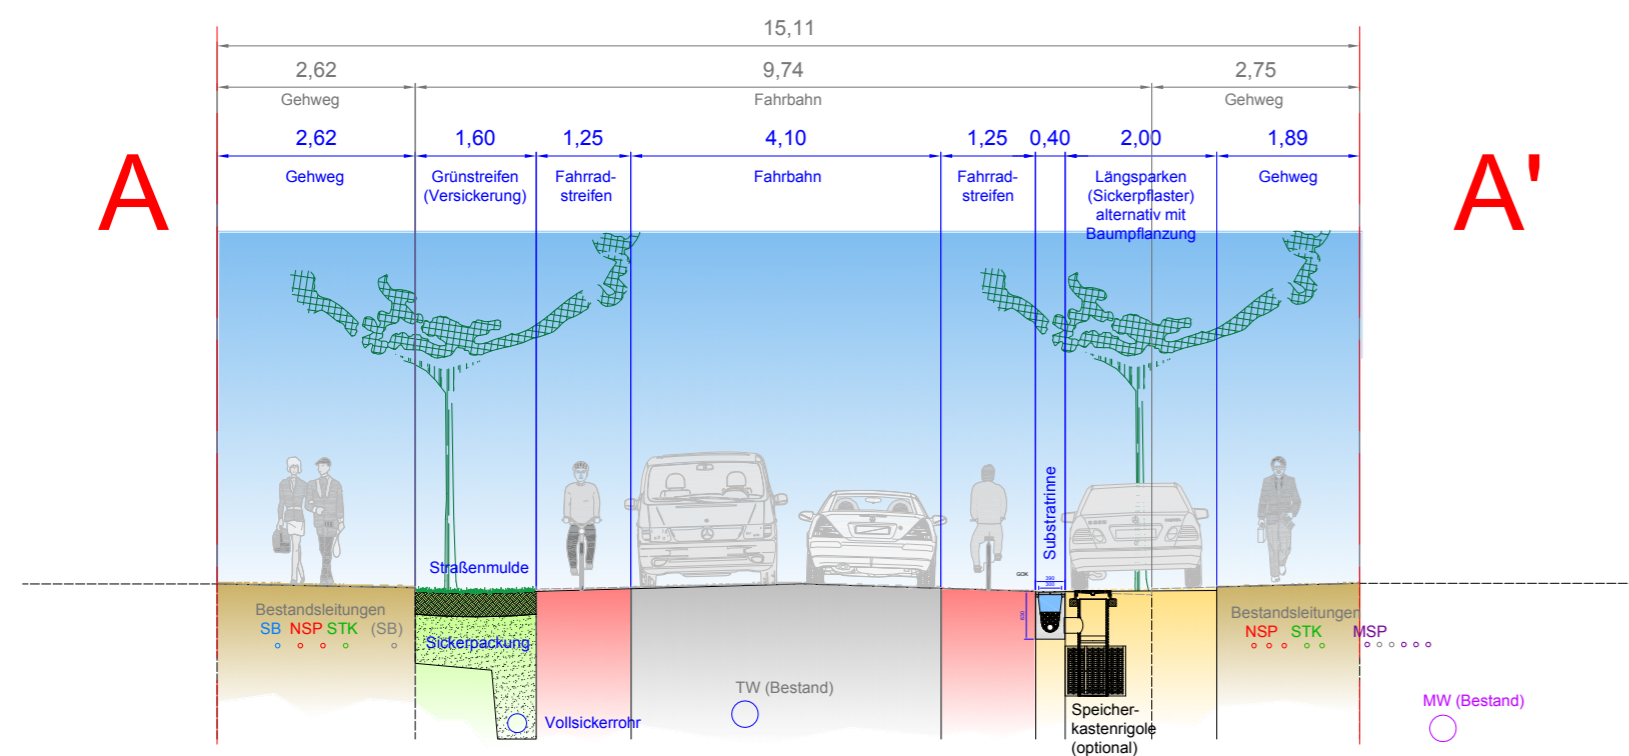 15,11
2,62 9,74 2,75
Gehweg Fahrbahn Gehweg
2,62 1,60 1,25 4,10 1,25 0,40 2,00 1,89
Gehweg
Grünstreifen
(Versickerung)
Fahrrad-
streifen
Fahrbahn
Fahrrad-
streifen
Längsparken
(Sickerpflaster)
alternativ mit
Baumpflanzung
Gehweg
A
A'
Substratrinne
Straßenmulde
GOK
390
300
Bestandsleitungen
SB NSP STK (SB)
Sickerpackung
Vollsickerrohr
TW (Bestand)
Speicher-
kastenrigole
(optional)
Bestandsleitungen
NSP STK MSP
MW (Bestand)